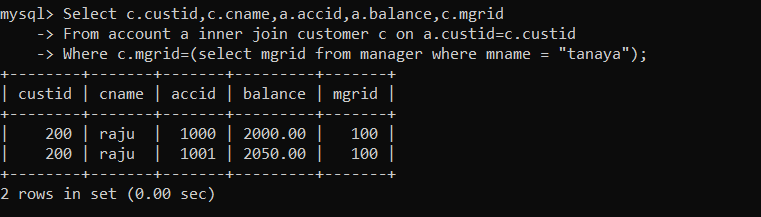 mysql> Select c.custid,c.cname,a.accid,a.balance,c.mgrid
    -> From account a inner join customer c on a.custid=c.custid
    -> Where c.mgrid=(select mgrid from manager where mname = "tanaya");
+--------+-------+-------+---------+-------+
| custid | cname | accid | balance | mgrid |
+--------+-------+-------+---------+-------+
|    200 | raju  |  1000 | 2000.00 |   100 |
|    200 | raju  |  1001 | 2050.00 |   100 |
+--------+-------+-------+---------+-------+
2 rows in set (0.00 sec)